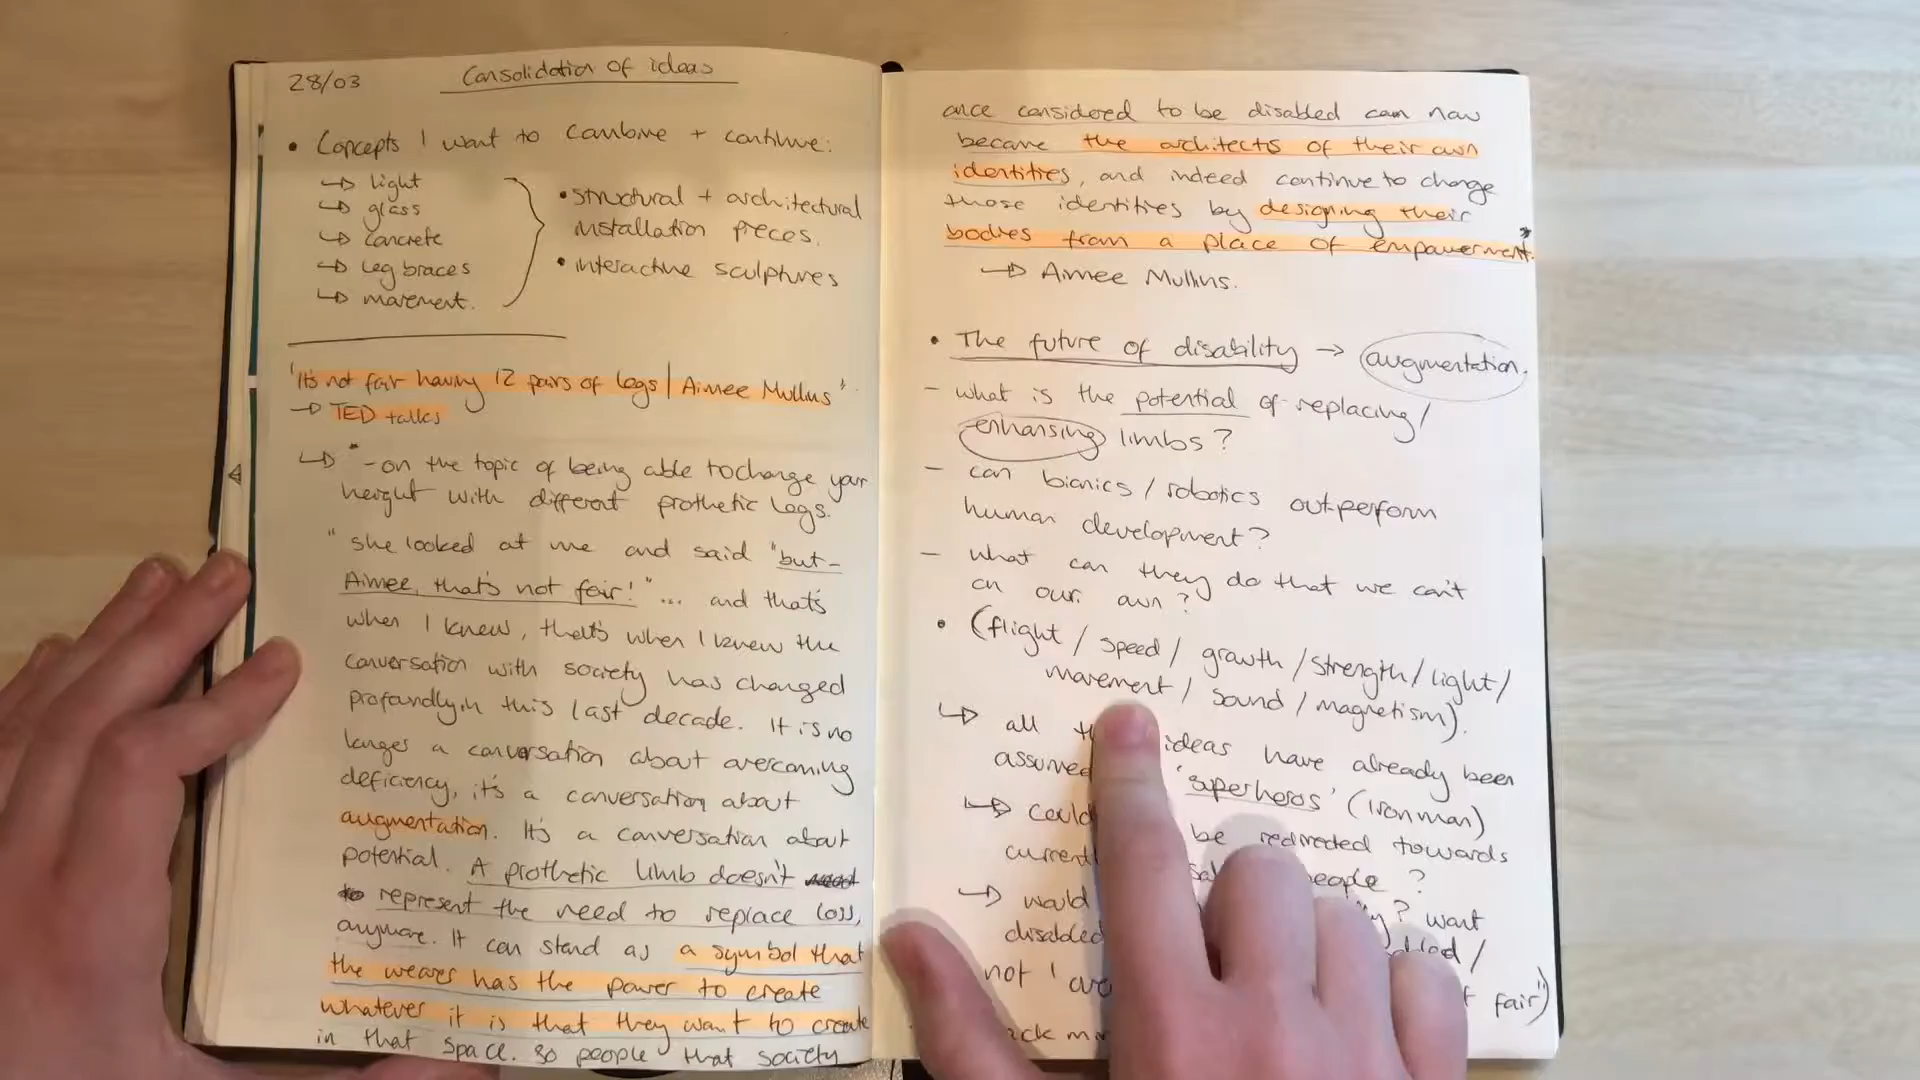 28/03
Consolidation of ideas
• Concepts I want to combine + continue:
↳ light
↳ glass
↳ concrete
↳ leg braces
↳ movement.
• structural + architectural
installation pieces.
• interactive sculptures
'It's not fair having 12 pairs of legs | Aimee Mullins'
→ TED talks
↳ * - on the topic of being able to change your
height with different prothetic legs.
"she looked at me and said "but -
Aimee, that's not fair!" ... and that's
when I knew, that's when I knew the
conversation with society has changed
profoundly in this last decade. It is no
longer a conversation about overcoming
deficiency, it's a conversation about
augmentation. It's a conversation about
potential. A prothetic limb doesn't
represent the need to replace loss,
anymore. It can stand as a symbol that
the wearer has the power to create
whatever it is that they want to create
in that space. so people that society
once considered to be disabled can now
become the architects of their own
identities, and indeed continue to change
those identities by designing their
bodies from a place of empowerment."
→ Aimee Mullins.
• The future of disability → augmentation.
- what is the potential of replacing/
enhansing limbs?
- can bionics / robotics outperform
human development?
- what can they do that we can't
on our own?
• (flight / speed / growth / strength / light /
movement / sound / magnetism).
↳ all ideas have already been
assumed 'superheros' (Iron man)
↳ could be redirected towards
current people?
↳ would want
disabled
not fair")